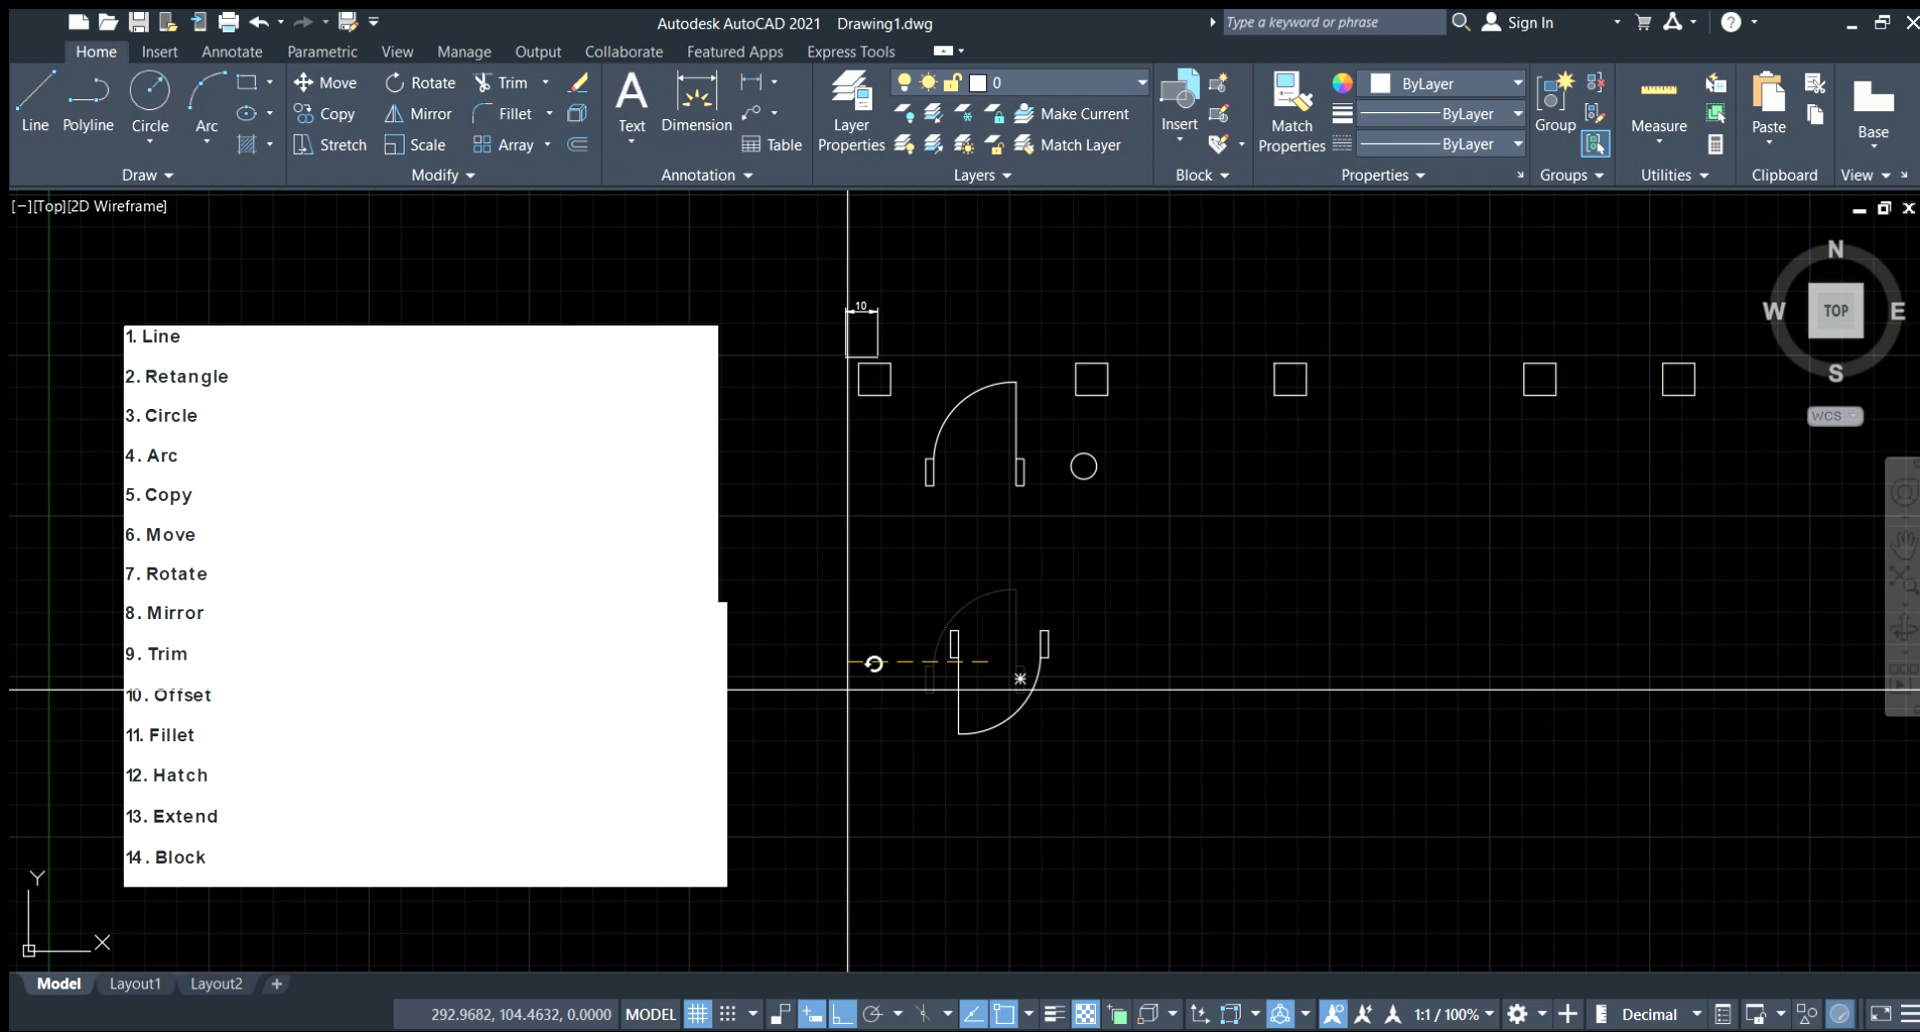 Autodesk AutoCAD 2021 Drawing1.dwg
Type a keyword or phrase
Sign In
Home Insert Annotate Parametric View Manage Output Collaborate Featured Apps Express Tools
Line Polyline Circle Arc
Move Rotate Trim
Copy Mirror Fillet
Stretch Scale Array
Text Dimension Table
Layer Properties
0
Make Current
Match Layer
Insert
Match Properties
ByLayer
ByLayer
ByLayer
Group Measure Paste Base
Draw Modify Annotation Layers Block Properties Groups Utilities Clipboard View
[−][Top][2D Wireframe]
10
N
W TOP E
S
WCS
1. Line
2. Retangle
3. Circle
4. Arc
5. Copy
6. Move
7. Rotate
8. Mirror
9. Trim
10. Offset
11. Fillet
12. Hatch
13. Extend
14. Block
Y
X
Model Layout1 Layout2 +
292.9682, 104.4632, 0.0000 MODEL 1:1 / 100% Decimal